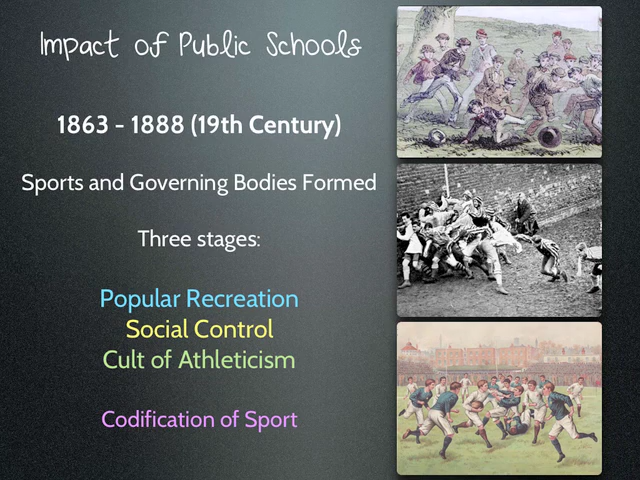 Impact of Public Schools
1863 - 1888 (19th Century)
Sports and Governing Bodies Formed
Three stages:
Popular Recreation
Social Control
Cult of Athleticism
Codification of Sport